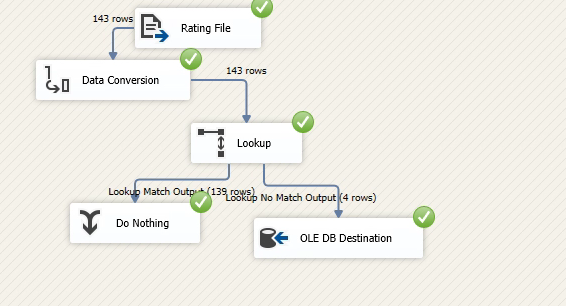 143 rows
Rating File
Data Conversion
143 rows
Lookup
Lookup Match Output (139 rows)
Lookup No Match Output (4 rows)
Do Nothing
OLE DB Destination